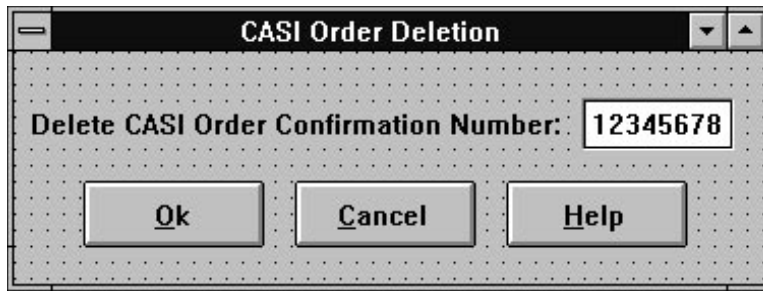 CASI Order Deletion
Delete CASI Order Confirmation Number: 12345678
Ok Cancel Help